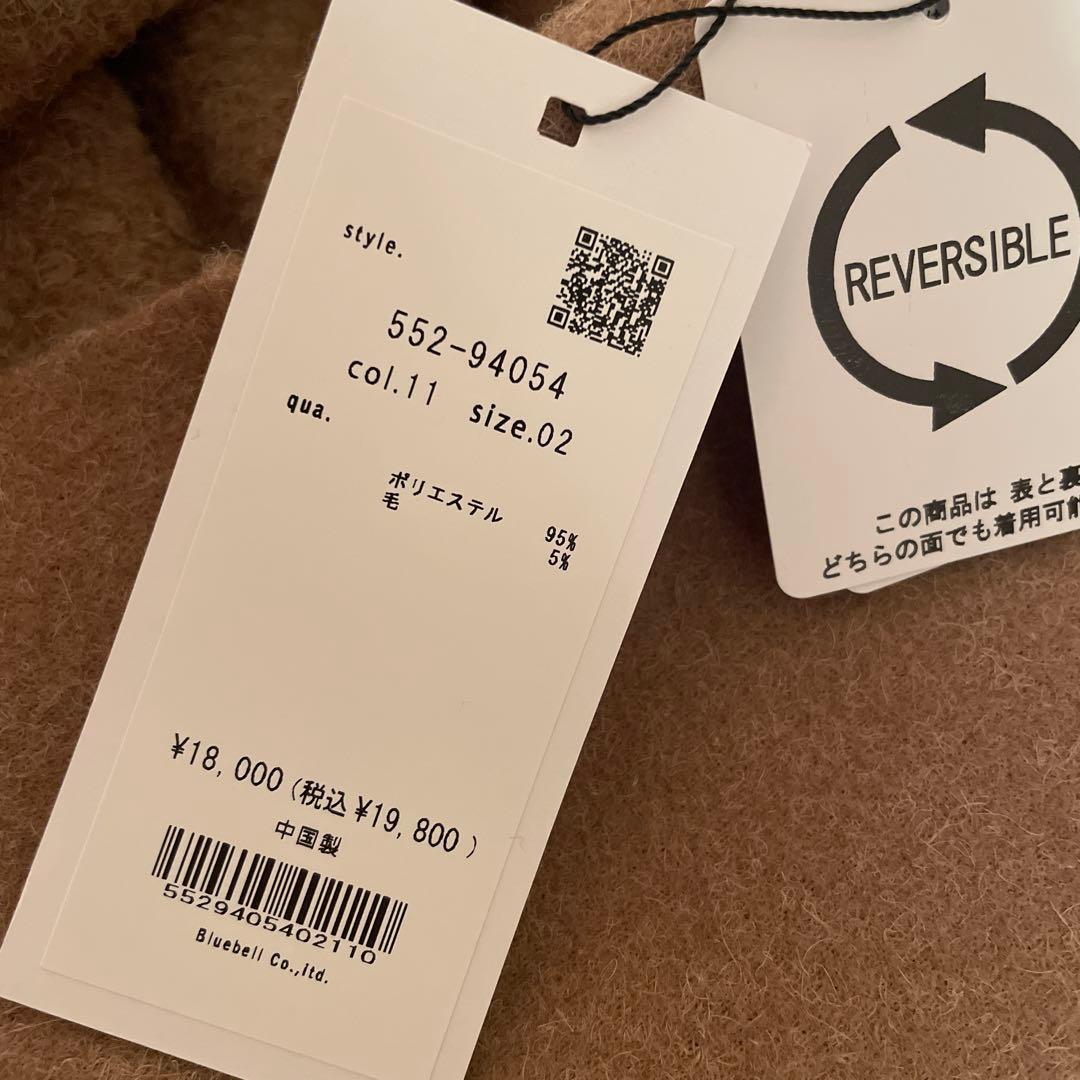 style.
552-94054
col.11 size.02
qua.
ポリエステル 95%
毛 5%
¥18,000(税込¥19,800)
中国製
5529405402110
Bluebell Co.,ltd.
REVERSIBLE
この商品は 表と裏
どちらの面でも着用可能